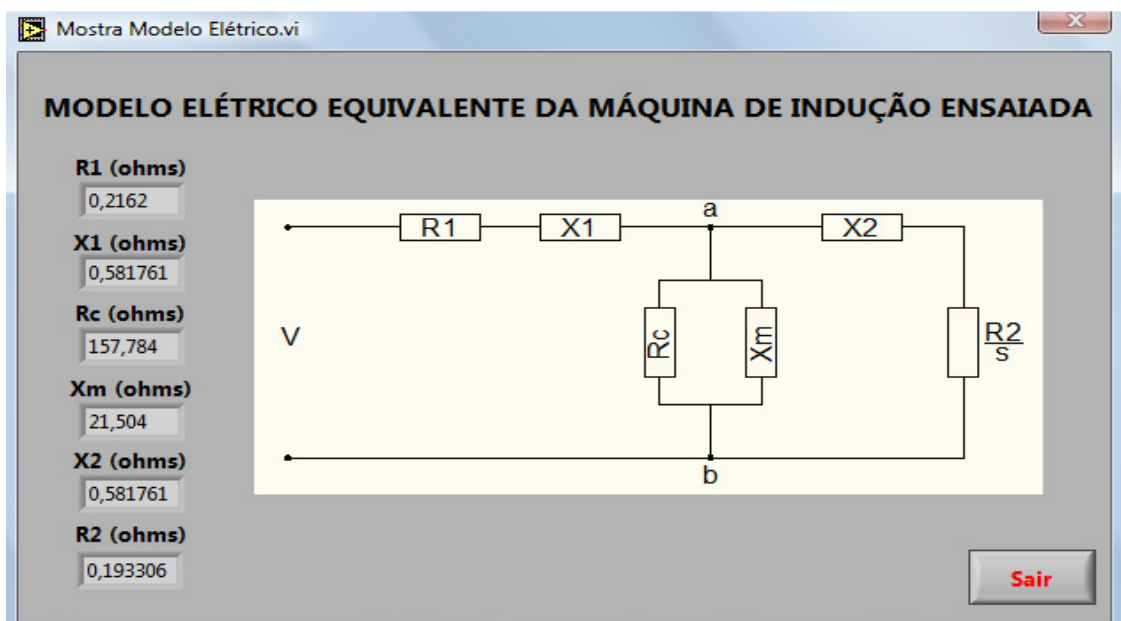 Mostra Modelo Elétrico.vi
X
MODELO ELÉTRICO EQUIVALENTE DA MÁQUINA DE INDUÇÃO ENSAIADA
R1 (ohms)
0,2162
X1 (ohms)
0,581761
Rc (ohms)
157,784
Xm (ohms)
21,504
X2 (ohms)
0,581761
R2 (ohms)
0,193306
R1
X1
a
X2
V
Rc
Xm
R2
s
b
Sair